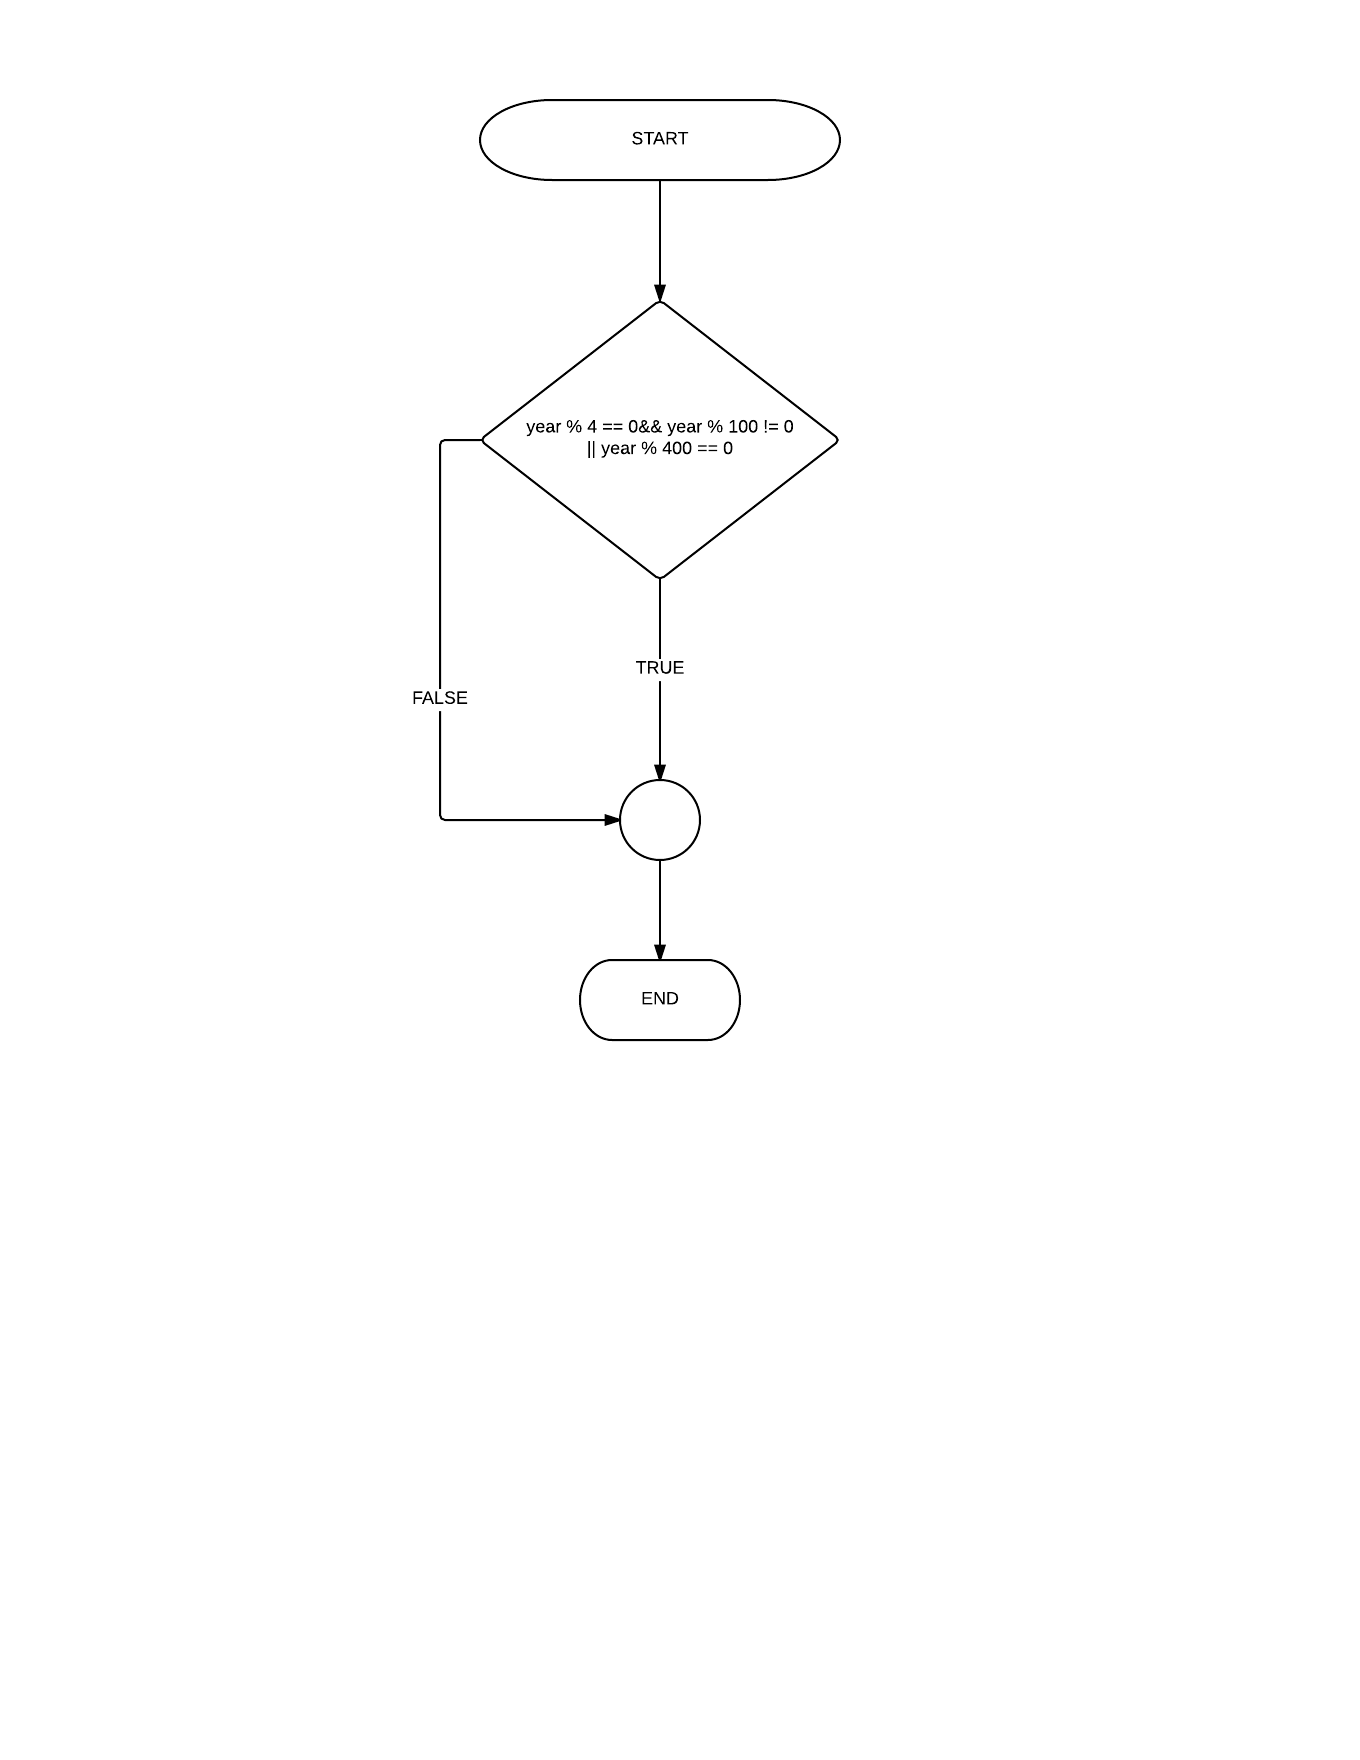 START
year % 4 == 0&& year % 100 != 0
|| year % 400 == 0
TRUE
FALSE
END